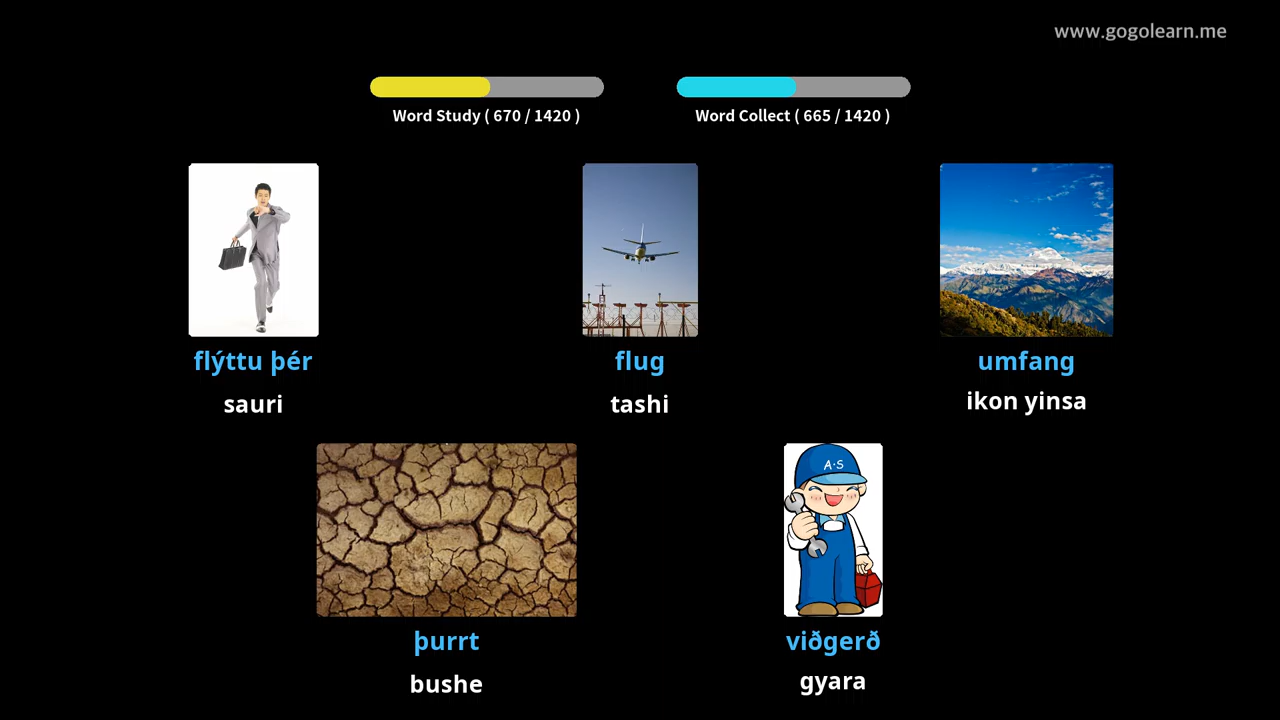 www.gogolearn.me
Word Study ( 670 / 1420 )
Word Collect ( 665 / 1420 )
flýttu þér
flug
umfang
sauri
tashi
ikon yinsa
A·S
þurrt
viðgerð
bushe
gyara